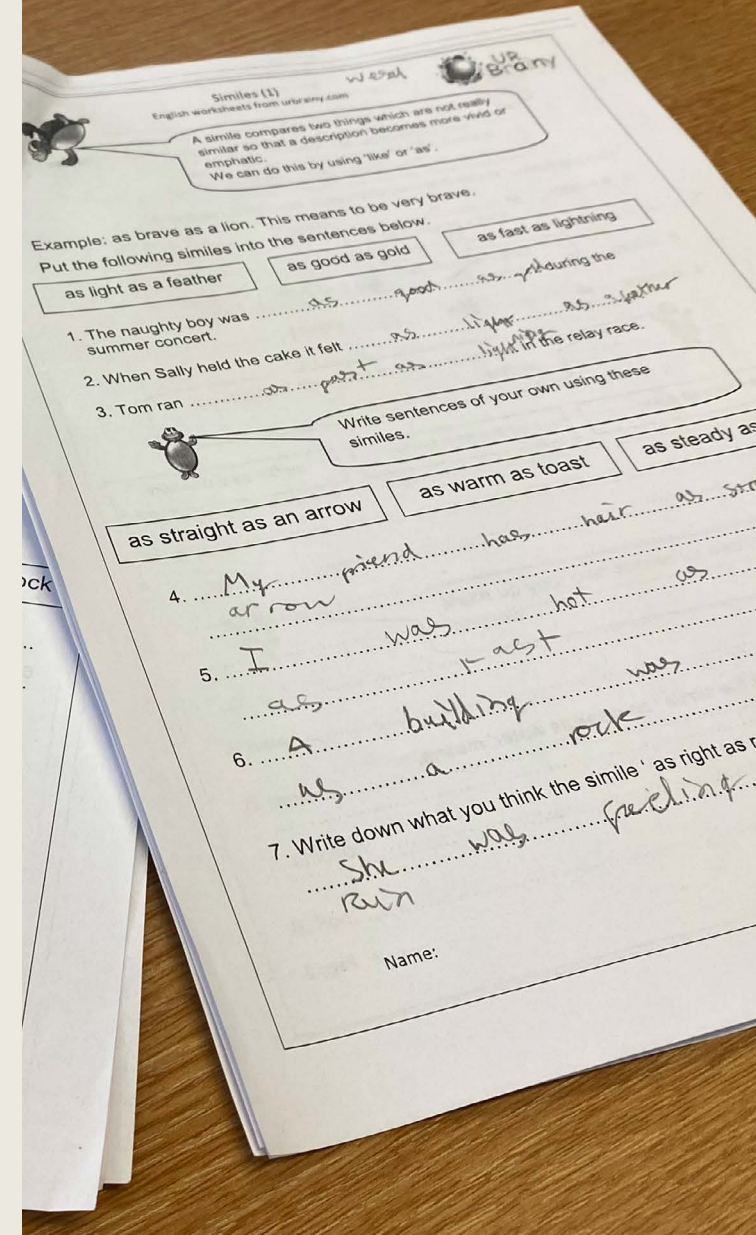 wesal
UR
Brainy
Similes (1)
English worksheets from urbrainy.com
A simile compares two things which are not really
similar so that a description becomes more vivid or
emphatic.
We can do this by using 'like' or 'as'.
Example: as brave as a lion. This means to be very brave.
Put the following similes into the sentences below.
as light as a feather
as good as gold
as fast as lightning
1. The naughty boy was as good as gold during the
summer concert.
2. When Sally held the cake it felt as light as a feather
3. Tom ran as fast as in the relay race.
Write sentences of your own using these
similes.
as straight as an arrow
as warm as toast
as steady as
ock
4. My friend has hair as
arrow
5. I was hot as
as
6. A building was
as a rock
7. Write down what you think the simile ' as right as
She was feeling
Name: